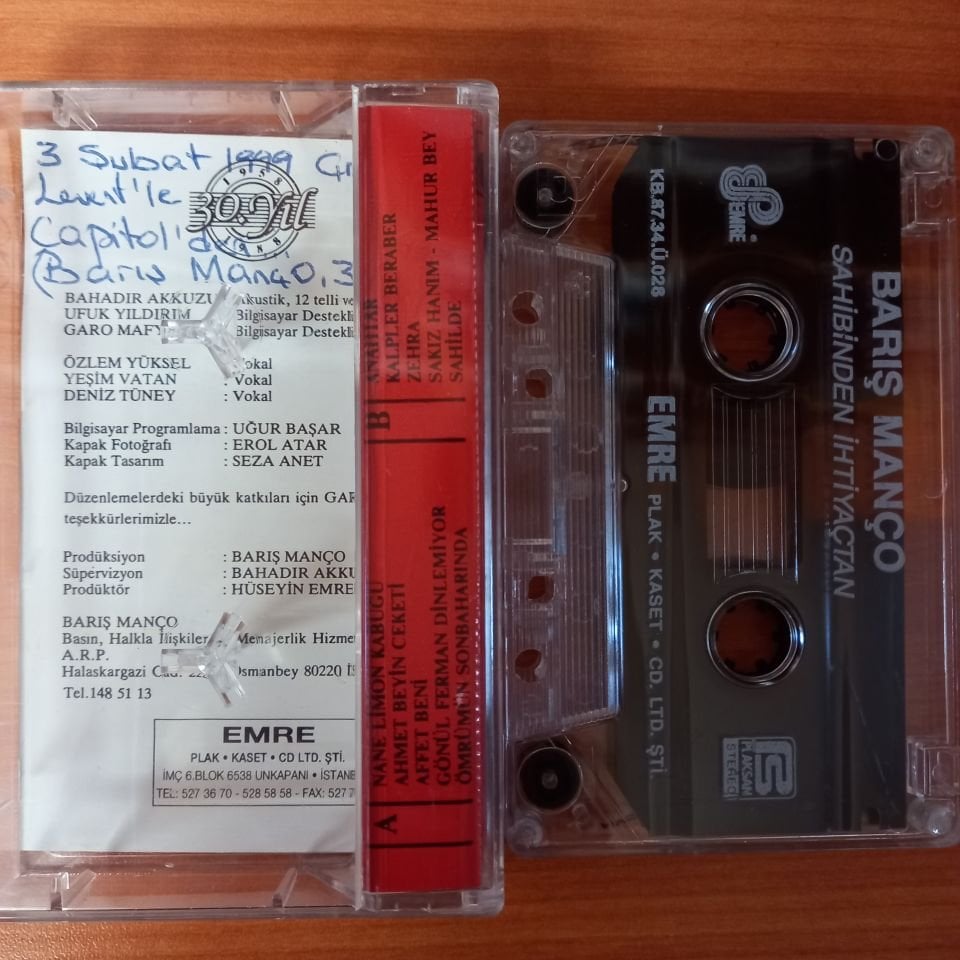 3 Şubat 1999
Levent'le
Capitol'da
(Barış Manço, 3
1958
30.Yıl
1988
BAHADIR AKKUZU Akustik, 12 telli ve
UFUK YILDIRIM Bilgisayar Destekli
GARO MAFY Bilgisayar Destekli
ÖZLEM YÜKSEL Vokal
YEŞİM VATAN : Vokal
DENİZ TÜNEY : Vokal
Bilgisayar Programlama : UĞUR BAŞAR
Kapak Fotoğrafı : EROL ATAR
Kapak Tasarım : SEZA ANET
Düzenlemelerdeki büyük katkıları için GAR
teşekkürlerimizle...
Prodüksiyon : BARIŞ MANÇO
Süpervizyon : BAHADIR AKKU
Prodüktör : HÜSEYİN EMRE
BARIŞ MANÇO
Basın, Halkla İlişkiler Menajerlik Hizme
A.R.P.
Halaskargazi Cad. Osmanbey 80220 İS
Tel.148 51 13
EMRE
PLAK • KASET • CD LTD. ŞTİ.
İMÇ 6.BLOK 6538 UNKAPANI • İSTANB
TEL: 527 36 70 - 528 58 58 - FAX: 527 7
A
NANE LİMON KABUĞU
AHMET BEYİN CEKETİ
AFFET BENİ
GÖNÜL FERMAN DİNLEMİYOR
ÖMRÜMÜN SONBAHARINDA
B
ANAHTAR
KALPLER BERABER
ZEHRA
SAKIZ HANIM - MAHUR BEY
SAHİLDE
BARIŞ MANÇO
SAHİBİNDEN İHTİYAÇTAN
EMRE
KB.87.34.Ü.028
EMRE PLAK • KASET • CD. LTD. ŞTİ.
PLAKSAN
STEREO